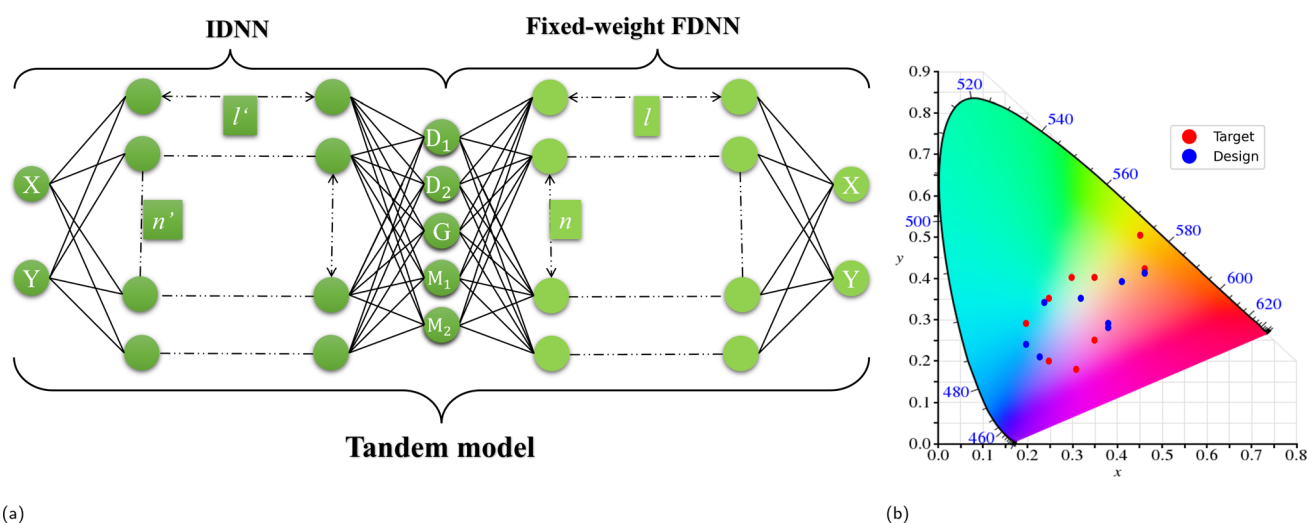 IDNN
Fixed-weight FDNN
l‘
l
D1
D2
X
n’
G
n
X
Y
M1
M2
Y
Tandem model
(a)
0.9
0.8
0.7
0.6
0.5
0.4
0.3
0.2
0.1
0.0
y
520
540
560
580
600
620
500
480
460
Target
Design
0.0 0.1 0.2 0.3 0.4 0.5 0.6 0.7 0.8
x
(b)